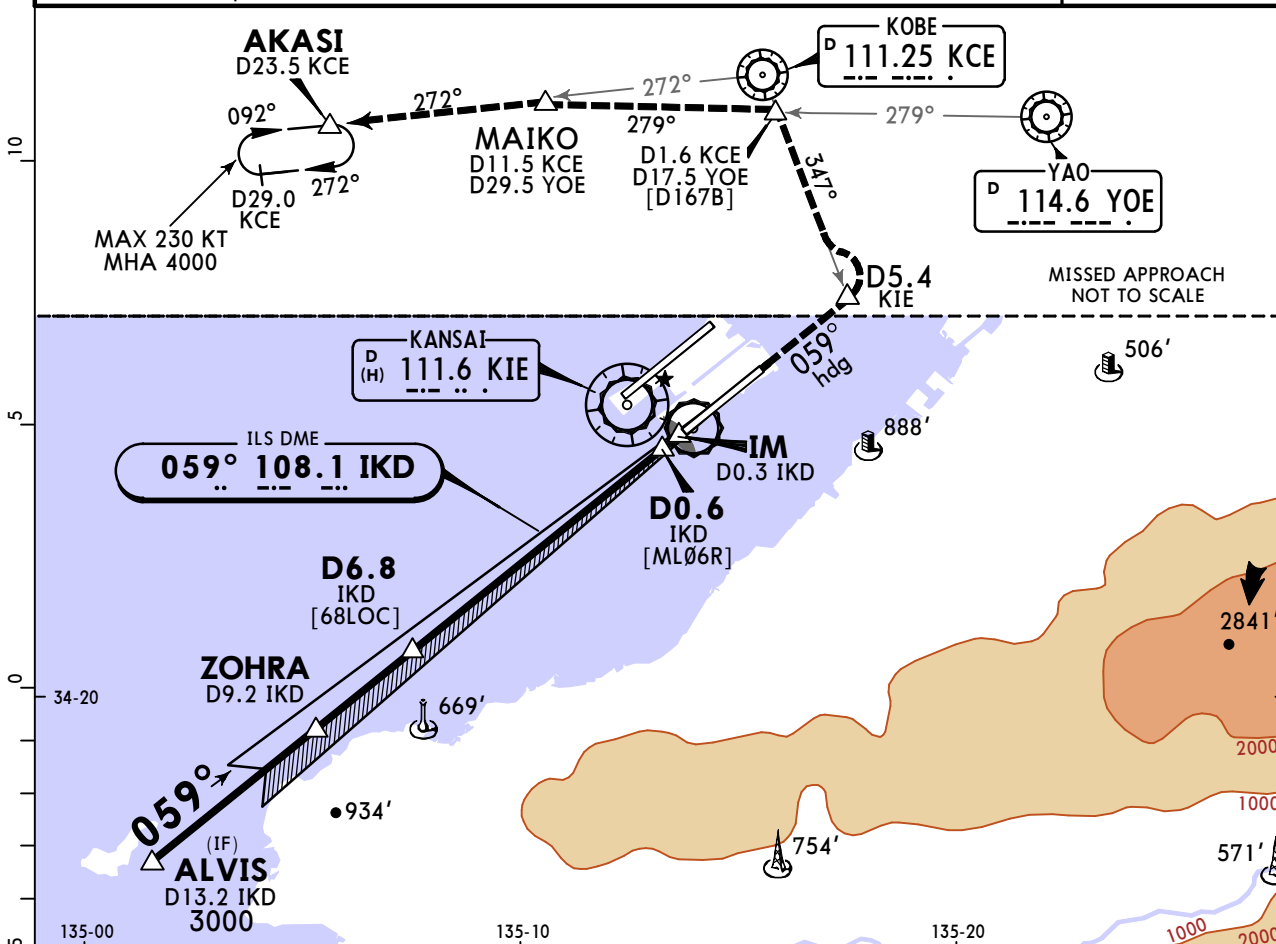 KOBE
D 111.25 KCE
AKASI
D23.5 KCE
272°
272°
092°
279°
279°
MAIKO
D11.5 KCE
D29.5 YOE
D1.6 KCE
D17.5 YOE
[D167B]
347°
YAO
D 114.6 YOE
10
272°
D29.0
KCE
MAX 230 KT
MHA 4000
D5.4
KIE
MISSED APPROACH
NOT TO SCALE
KANSAI
D
(H) 111.6 KIE
059°
hdg
506'
5
888'
ILS DME
059° 108.1 IKD
IM
D0.3 IKD
D0.6
IKD
[MLØ6R]
D6.8
IKD
[68LOC]
2841'
ZOHRA
D9.2 IKD
0
34-20
669'
2000
059°
934'
1000
(IF)
ALVIS
D13.2 IKD
3000
754'
571'
135-00
135-10
135-20
1000
2000
5